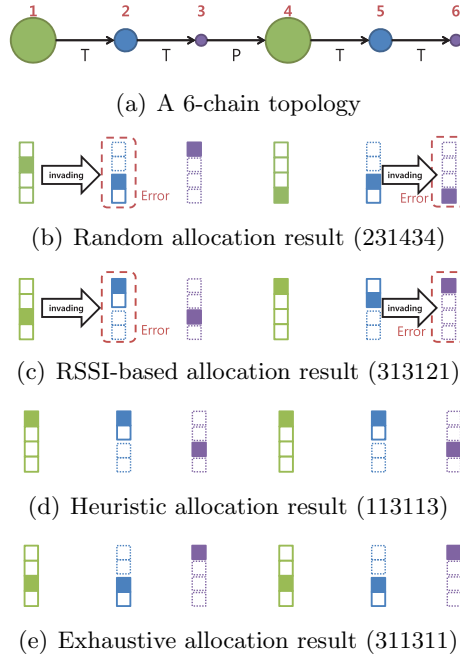 1 2 3 4 5 6
T T P T T
(a) A 6-chain topology
invading invading
Error Error
(b) Random allocation result (231434)
invading invading
Error Error
(c) RSSI-based allocation result (313121)
(d) Heuristic allocation result (113113)
(e) Exhaustive allocation result (311311)